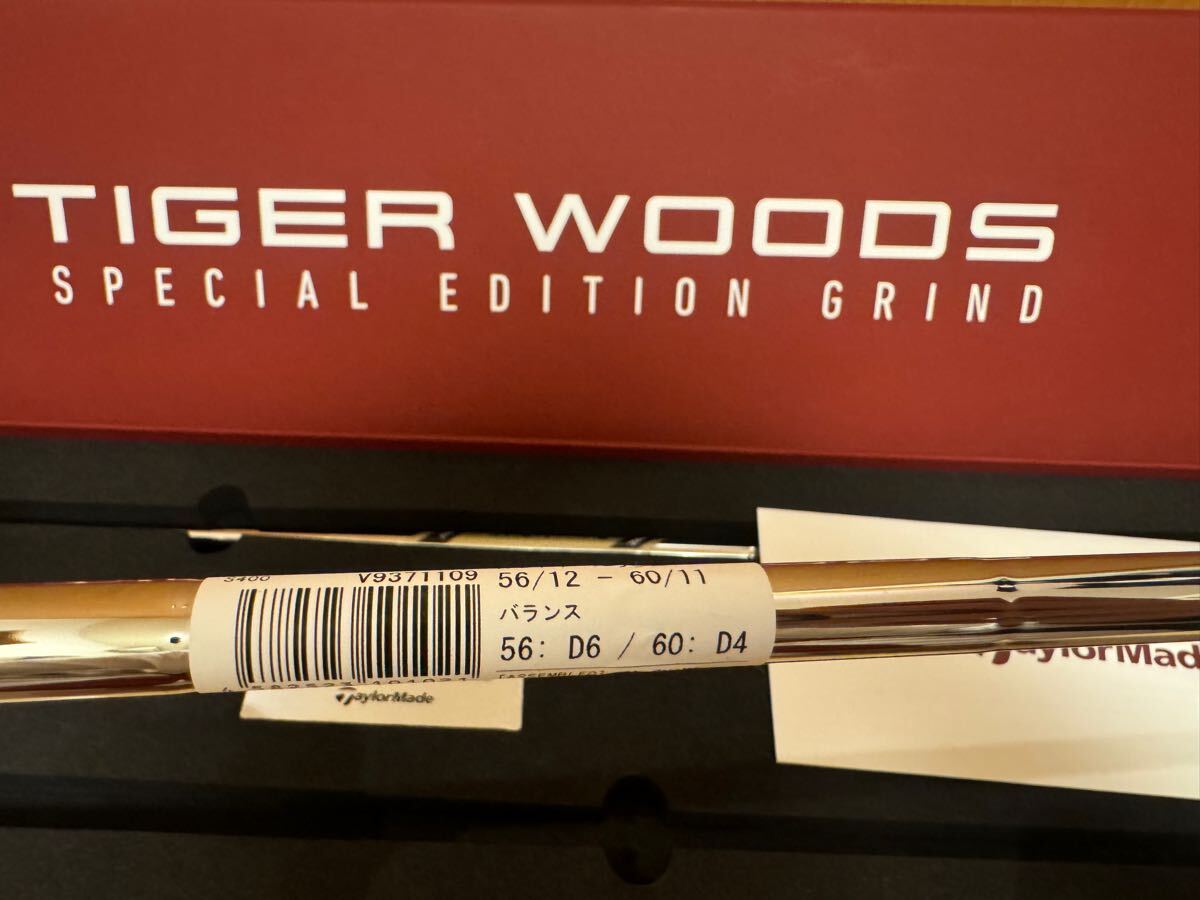 TIGER WOODS
SPECIAL EDITION GRIND
S400 V9371109 56/12 - 60/11
バランス
56: D6 / 60: D4
TaylorMade
TaylorMade